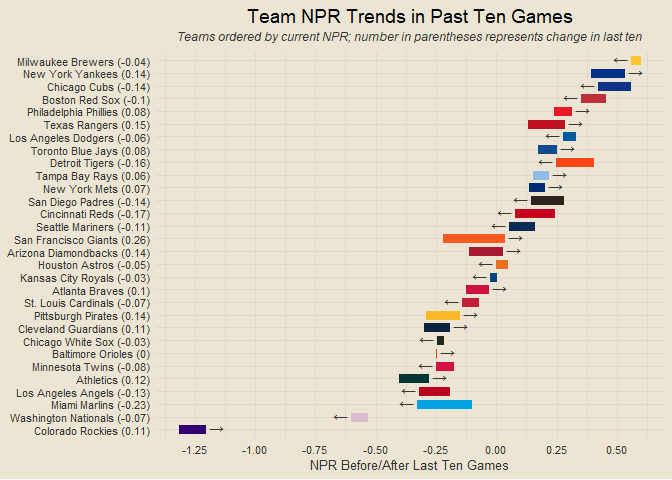 Team NPR Trends in Past Ten Games
Teams ordered by current NPR; number in parentheses represents change in last ten
Milwaukee Brewers (-0.04)
New York Yankees (0.14)
Chicago Cubs (-0.14)
Boston Red Sox (-0.1)
Philadelphia Phillies (0.08)
Texas Rangers (0.15)
Los Angeles Dodgers (-0.06)
Toronto Blue Jays (0.08)
Detroit Tigers (-0.16)
Tampa Bay Rays (0.06)
New York Mets (0.07)
San Diego Padres (-0.14)
Cincinnati Reds (-0.17)
Seattle Mariners (-0.11)
San Francisco Giants (0.26)
Arizona Diamondbacks (0.14)
Houston Astros (-0.05)
Kansas City Royals (-0.03)
Atlanta Braves (0.1)
St. Louis Cardinals (-0.07)
Pittsburgh Pirates (0.14)
Cleveland Guardians (0.11)
Chicago White Sox (-0.03)
Baltimore Orioles (0)
Minnesota Twins (-0.08)
Athletics (0.12)
Los Angeles Angels (-0.13)
Miami Marlins (-0.23)
Washington Nationals (-0.07)
Colorado Rockies (0.11)
-1.25 -1.00 -0.75 -0.50 -0.25 0.00 0.25 0.50
NPR Before/After Last Ten Games